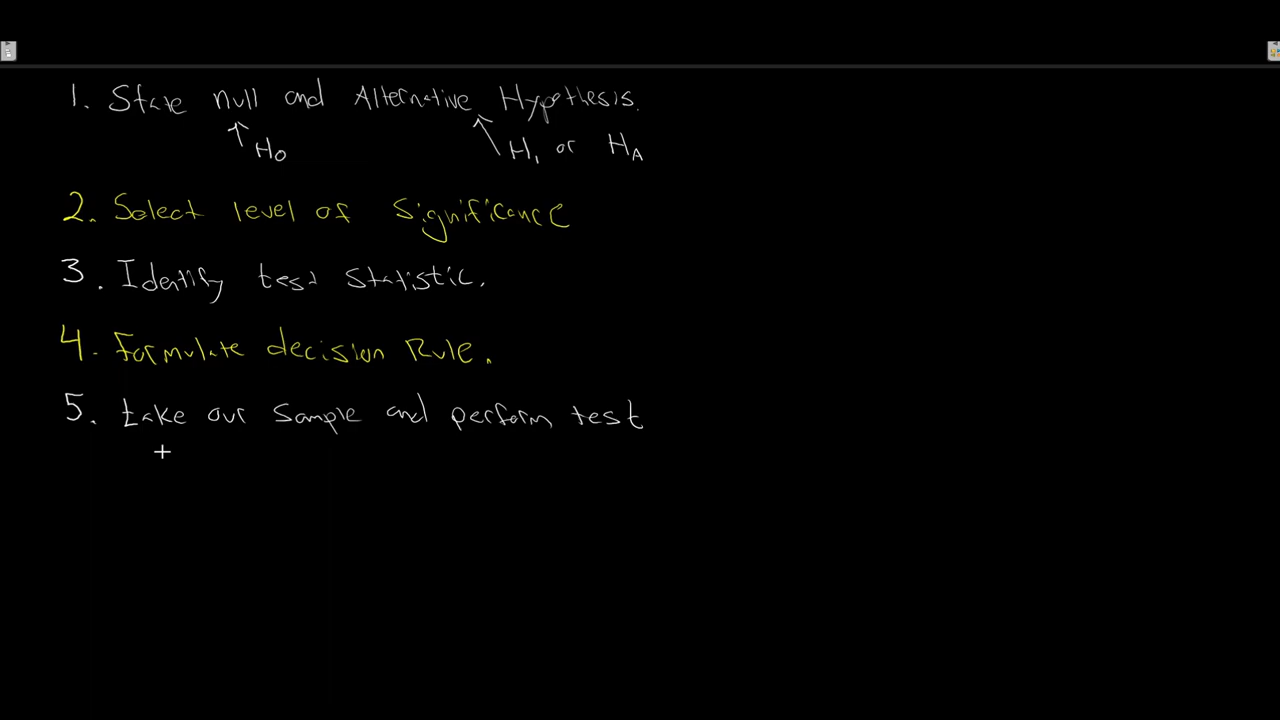 1. State null and Alternative Hypothesis.
H0 H1 or HA
2. Select level of Significance
3. Identify test Statistic.
4. Formulate decision Rule.
5. take our Sample and perform test